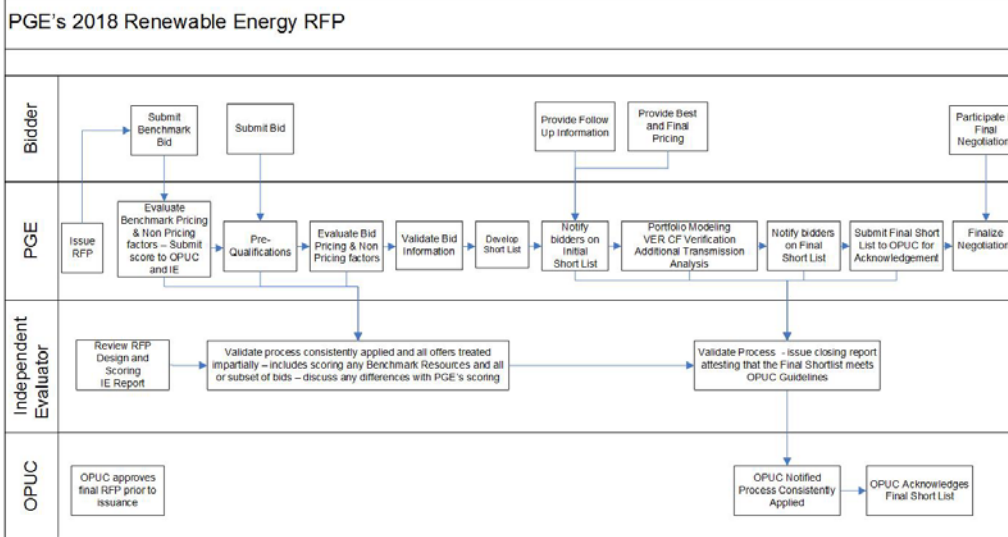 PGE's 2018 Renewable Energy RFP
Bidder
Submit
Benchmark
Bid
Submit Bid
Provide Follow
Up Information
Provide Best
and Final
Pricing
Participate
Final
Negotiation
PGE
Issue
RFP
Evaluate
Benchmark Pricing
& Non Pricing
factors – Submit
score to OPUC
and IE
Pre-
Qualifications
Evaluate Bid
Pricing & Non
Pricing factors
Validate Bid
Information
Develop
Short List
Notify
bidders on
Initial
Short List
Portfolio Modeling
VER CF Verification
Additional Transmission
Analysis
Notify bidders
on Final
Short List
Submit Final Short
List to OPUC for
Acknowledgement
Finalize
Negotiation
Independent
Evaluator
Review RFP
Design and
Scoring
IE Report
Validate process consistently applied and all offers treated
impartially – includes scoring any Benchmark Resources and all
or subset of bids – discuss any differences with PGE's scoring
Validate Process - issue closing report
attesting that the Final Shortlist meets
OPUC Guidelines
OPUC
OPUC approves
final RFP prior to
issuance
OPUC Notified
Process Consistently
Applied
OPUC Acknowledges
Final Short List